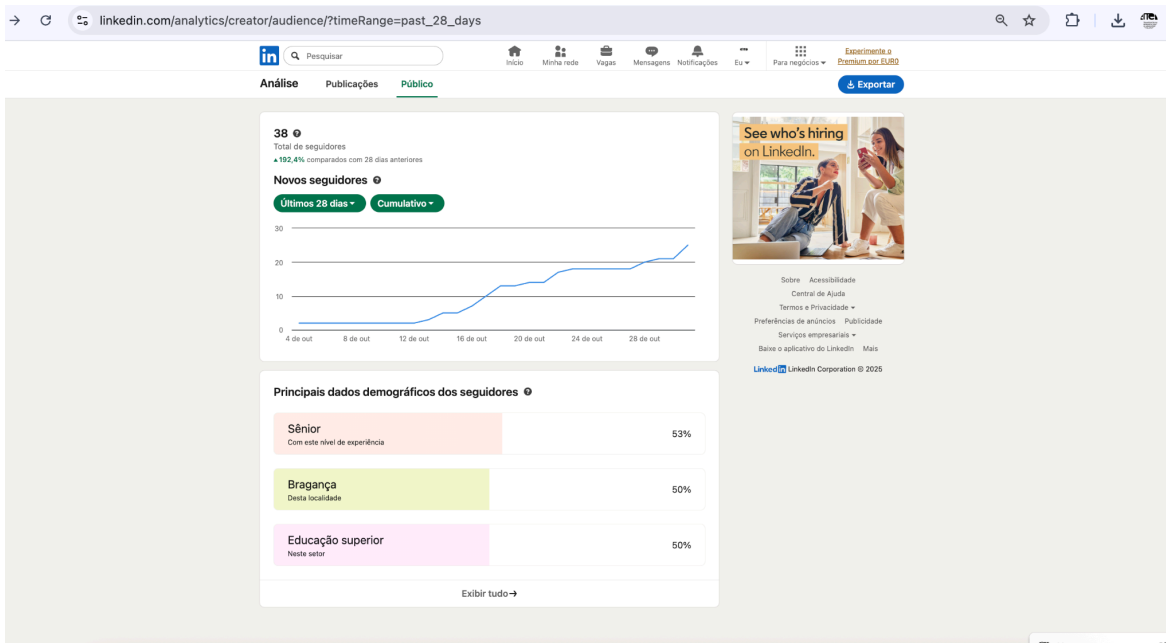 linkedin.com/analytics/creator/audience/?timeRange=past_28_days
in
Pesquisar
Início
Minha rede
Vagas
Mensagens
Notificações
Eu
Para negócios
Experimente o
Premium por EUR0
Análise
Publicações
Público
Exportar
38
Total de seguidores
192,4% comparados com 28 dias anteriores
Novos seguidores
Últimos 28 dias
Cumulativo
30
20
10
0
4 de out
8 de out
12 de out
16 de out
20 de out
24 de out
28 de out
Principais dados demográficos dos seguidores
Sênior
Com este nível de experiência
53%
Bragança
Desta localidade
50%
Educação superior
Neste setor
50%
Exibir tudo→
See who's hiring
on LinkedIn.
Sobre Acessibilidade
Central de Ajuda
Termos e Privacidade
Preferências de anúncios Publicidade
Serviços empresariais
Baixe o aplicativo do LinkedIn Mais
Linked in LinkedIn Corporation © 2025